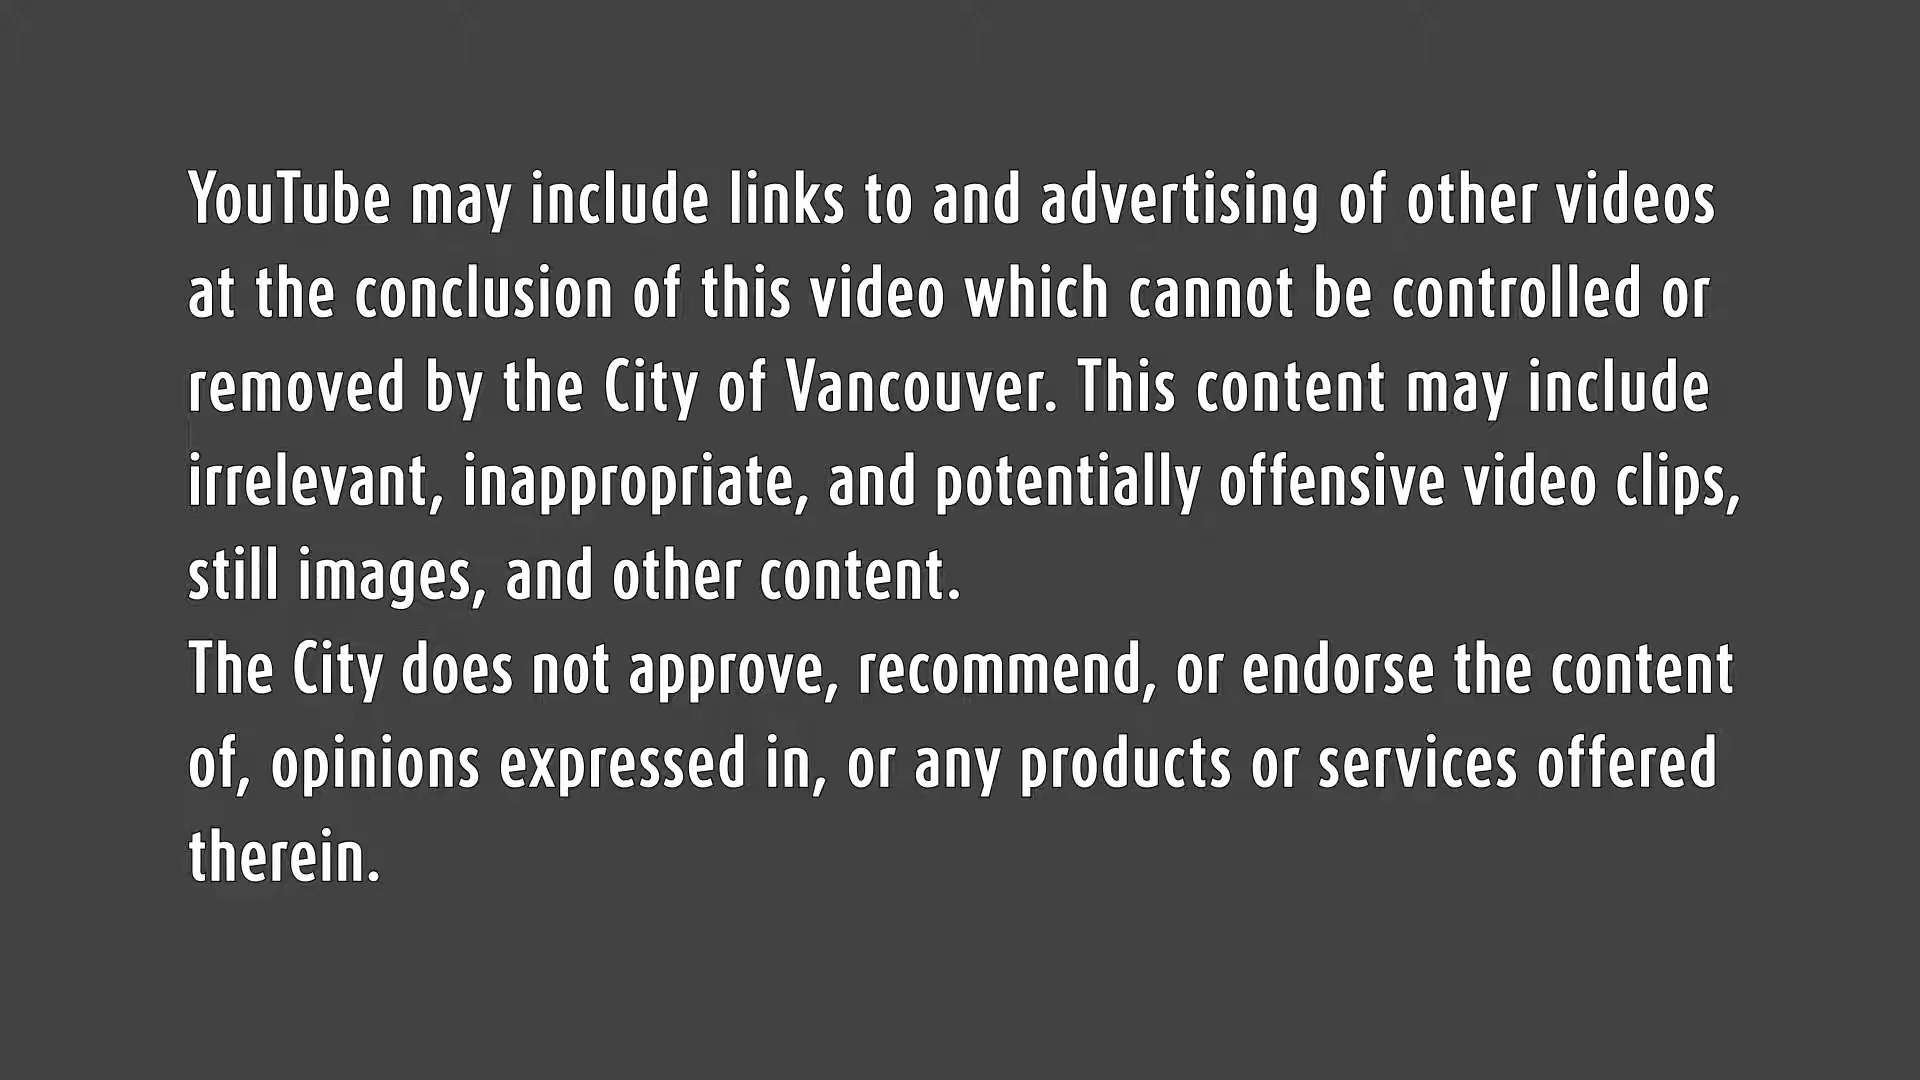 YouTube may include links to and advertising of other videos
at the conclusion of this video which cannot be controlled or
removed by the City of Vancouver. This content may include
irrelevant, inappropriate, and potentially offensive video clips,
still images, and other content.
The City does not approve, recommend, or endorse the content
of, opinions expressed in, or any products or services offered
therein.